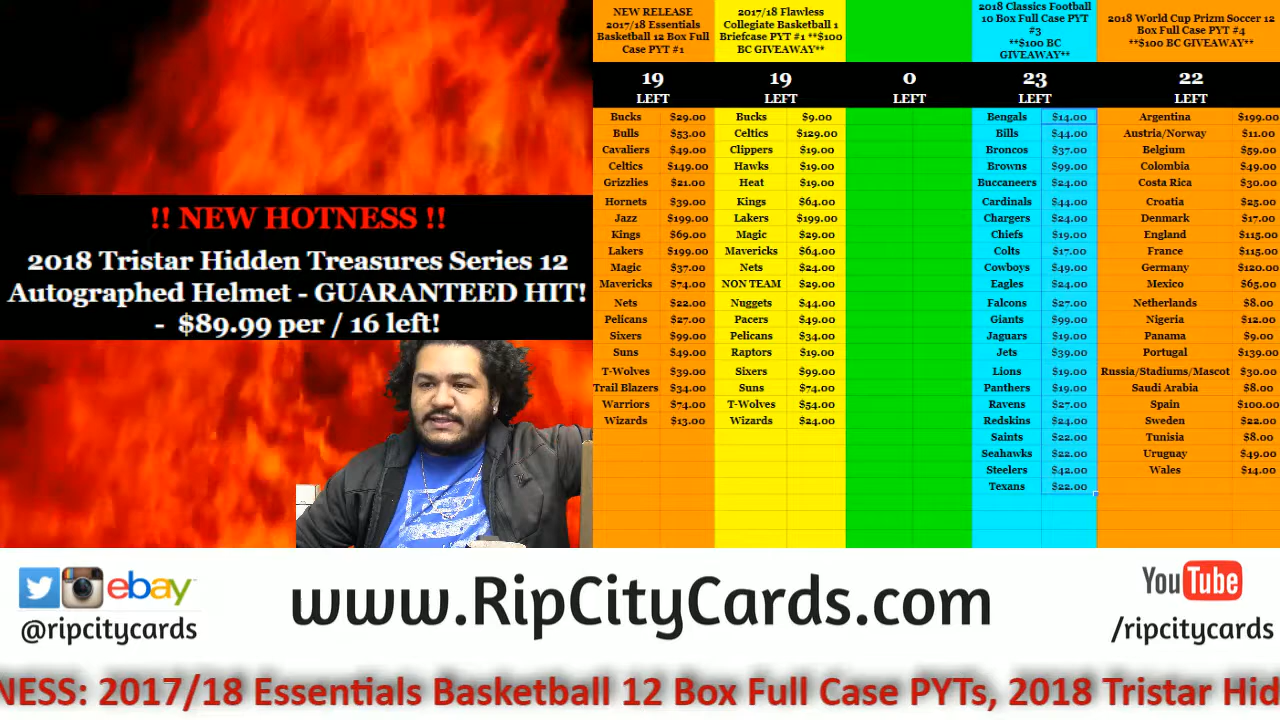 !! NEW HOTNESS !!
2018 Tristar Hidden Treasures Series 12
Autographed Helmet - GUARANTEED HIT!
- $89.99 per / 16 left!
NEW RELEASE
2017/18 Essentials
Basketball 12 Box Full
Case PYT #1
19
LEFT
Bucks $29.00
Bulls $53.00
Cavaliers $49.00
Celtics $149.00
Grizzlies $21.00
Hornets $39.00
Jazz $199.00
Kings $69.00
Lakers $199.00
Magic $37.00
Mavericks $74.00
Nets $22.00
Pelicans $27.00
Sixers $99.00
Suns $49.00
T-Wolves $39.00
Trail Blazers $34.00
Warriors $74.00
Wizards $13.00
2017/18 Flawless
Collegiate Basketball 1
Briefcase PYT #1 **$100
BC GIVEAWAY**
19
LEFT
Bucks $9.00
Celtics $129.00
Clippers $19.00
Hawks $19.00
Heat $19.00
Kings $64.00
Lakers $199.00
Magic $29.00
Mavericks $64.00
Nets $24.00
NON TEAM $29.00
Nuggets $44.00
Pacers $49.00
Pelicans $34.00
Raptors $19.00
Sixers $99.00
Suns $74.00
T-Wolves $54.00
Wizards $24.00
0
LEFT
2018 Classics Football
10 Box Full Case PYT
#3
**$100 BC
GIVEAWAY**
23
LEFT
Bengals $14.00
Bills $44.00
Broncos $37.00
Browns $99.00
Buccaneers $24.00
Cardinals $44.00
Chargers $24.00
Chiefs $19.00
Colts $17.00
Cowboys $49.00
Eagles $24.00
Falcons $27.00
Giants $99.00
Jaguars $19.00
Jets $39.00
Lions $19.00
Panthers $19.00
Ravens $27.00
Redskins $24.00
Saints $22.00
Seahawks $22.00
Steelers $42.00
Texans $22.00
2018 World Cup Prizm Soccer 12
Box Full Case PYT #4
**$100 BC GIVEAWAY**
22
LEFT
Argentina $199.00
Austria/Norway $11.00
Belgium $59.00
Colombia $49.00
Costa Rica $30.00
Croatia $25.00
Denmark $17.00
England $115.00
France $115.00
Germany $120.00
Mexico $65.00
Netherlands $8.00
Nigeria $12.00
Panama $9.00
Portugal $139.00
Russia/Stadiums/Mascot $30.00
Saudi Arabia $8.00
Spain $100.00
Sweden $22.00
Tunisia $8.00
Uruguay $49.00
Wales $14.00
ebay
@ripcitycards
www.RipCityCards.com
YouTube
/ripcitycards
NESS: 2017/18 Essentials Basketball 12 Box Full Case PYTs, 2018 Tristar Hid